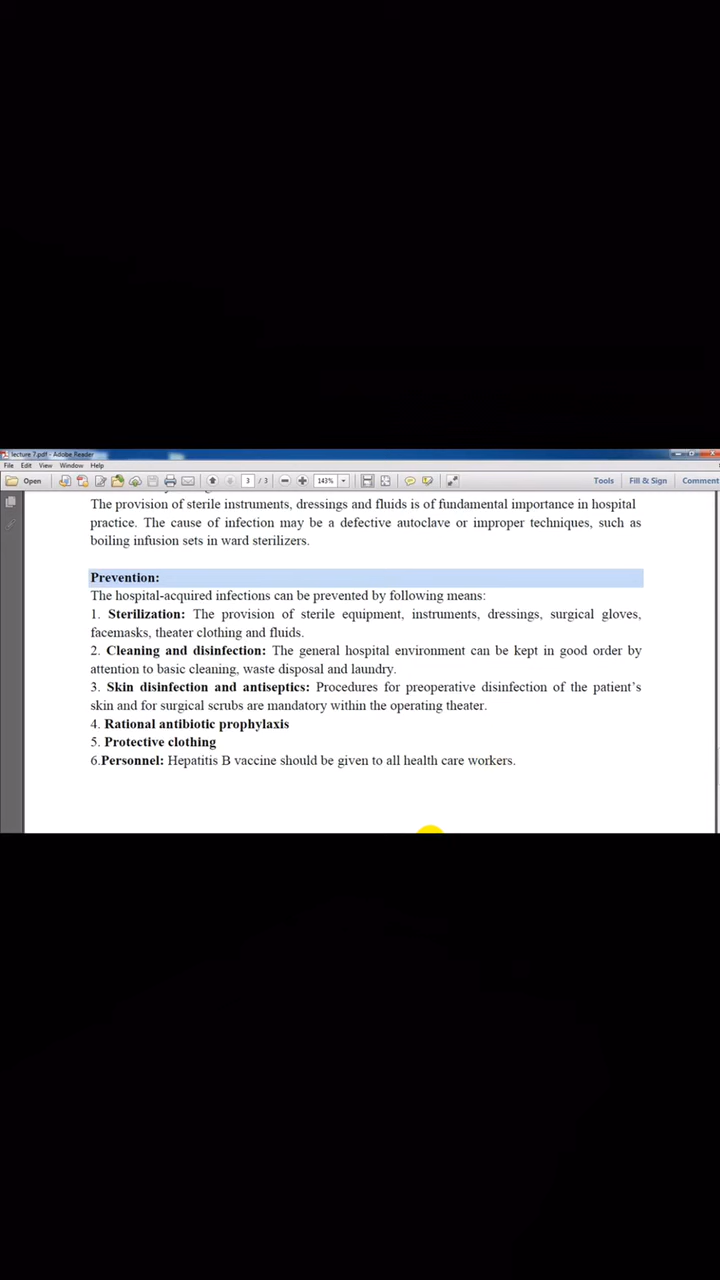 lecture 7.pdf - Adobe Reader
File Edit View Window Help
Open 3 / 3 143% Tools Fill & Sign Comment
The provision of sterile instruments, dressings and fluids is of fundamental importance in hospital
practice. The cause of infection may be a defective autoclave or improper techniques, such as
boiling infusion sets in ward sterilizers.
Prevention:
The hospital-acquired infections can be prevented by following means:
1. Sterilization: The provision of sterile equipment, instruments, dressings, surgical gloves,
facemasks, theater clothing and fluids.
2. Cleaning and disinfection: The general hospital environment can be kept in good order by
attention to basic cleaning, waste disposal and laundry.
3. Skin disinfection and antiseptics: Procedures for preoperative disinfection of the patient's
skin and for surgical scrubs are mandatory within the operating theater.
4. Rational antibiotic prophylaxis
5. Protective clothing
6.Personnel: Hepatitis B vaccine should be given to all health care workers.